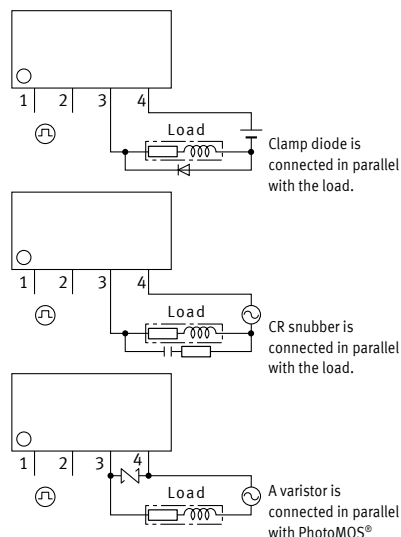 1 2 3 4
Load
Clamp diode is
connected in parallel
with the load.
1 2 3 4
Load
CR snubber is
connected in parallel
with the load.
1 2 3 4
Load
A varistor is
connected in parallel
with PhotoMOS®